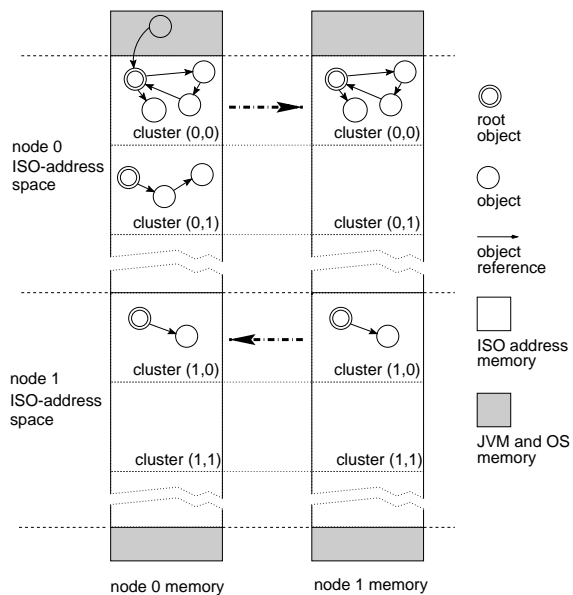 node 0
ISO-address
space
cluster (0,0)
cluster (0,0)
cluster (0,1)
cluster (0,1)
node 1
ISO-address
space
cluster (1,0)
cluster (1,0)
cluster (1,1)
cluster (1,1)
node 0 memory
node 1 memory
root
object
object
object
reference
ISO address
memory
JVM and OS
memory